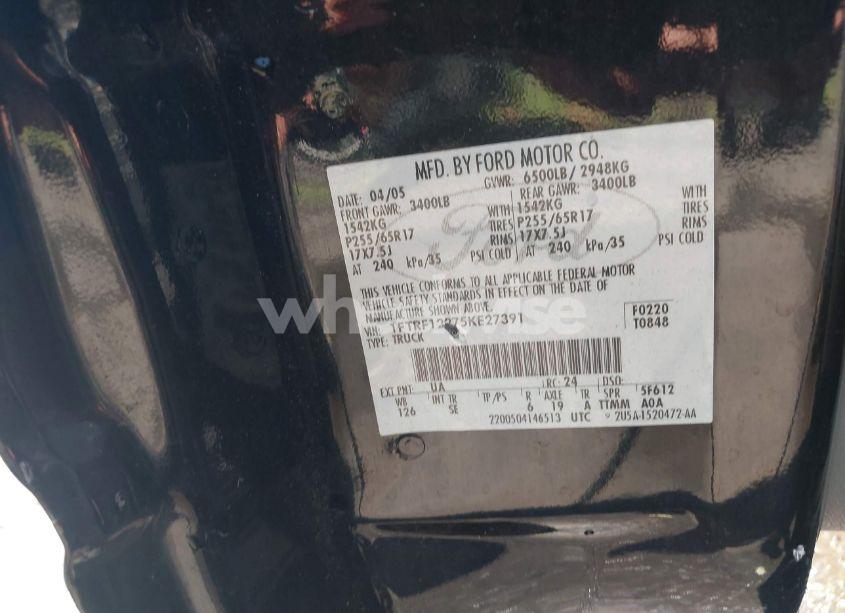 MFD. BY FORD MOTOR CO.
DATE: 04/05 GVWR: 6500LB/ 2948KG
FRONT GAWR: 3400LB REAR GAWR: 3400LB
1542KG WITH 1542KG WITH
P255/65R17 TIRES P255/65R17 TIRES
17X7.5J RIMS 17X7.5J RIMS
AT 240 kPa/35 PSI COLD AT 240 kPa/35 PSI COLD
THIS VEHICLE CONFORMS TO ALL APPLICABLE FEDERAL MOTOR
VEHICLE SAFETY STANDARDS IN EFFECT ON THE DATE OF
MANUFACTURE SHOWN ABOVE.
VIN: F0220
TYPE: TRUCK T0848
EXT PNT: UA RC: 24 DSO:
WB INT TR TP/PS R AXLE TR SPR 5F612
126 SE 6 19 A TTMM A0A
2200504146513 UTC 2U5A-1520472-AA
Ford